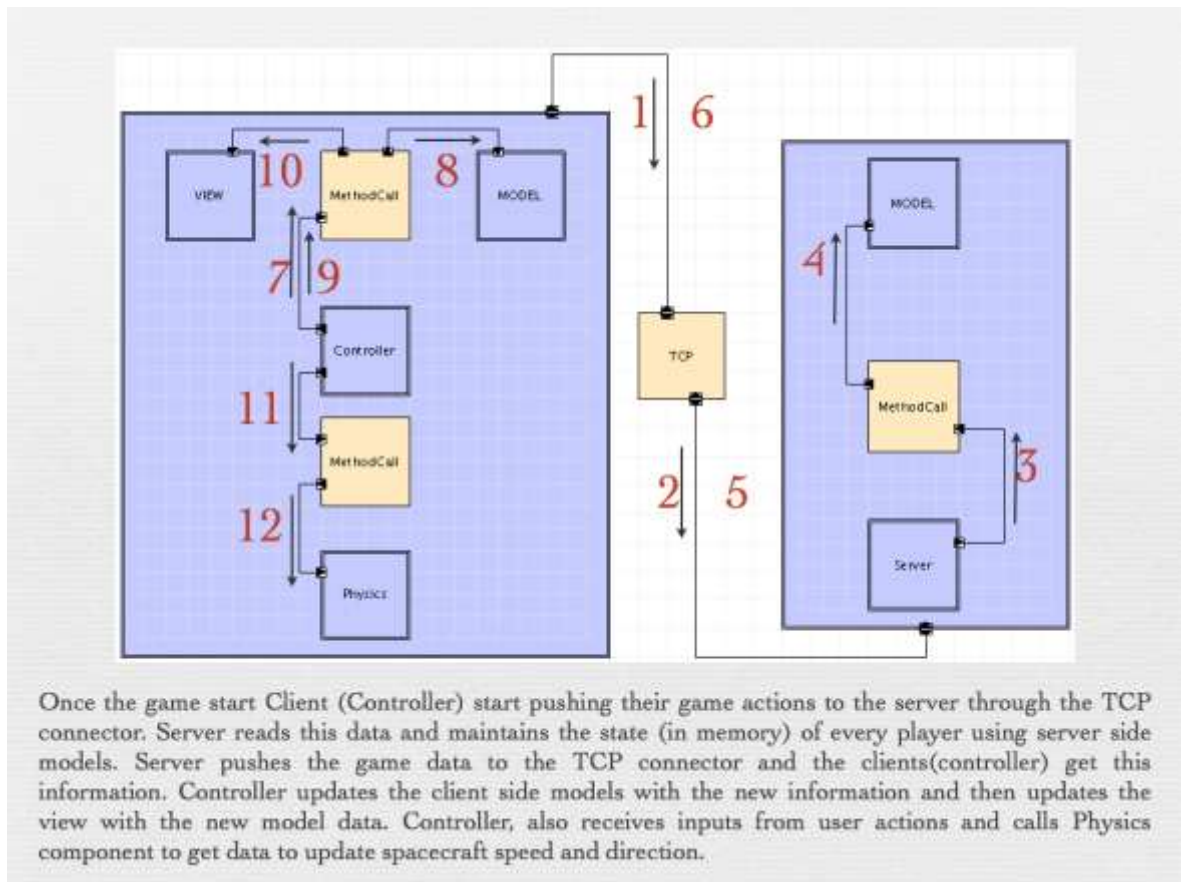 1 6
10 8
VIEW MethodCall MODEL
MODEL
4
7 9
Controller
TCP
11
MethodCall
MethodCall
2 5
3
12
Server
Physics
Once the game start Client (Controller) start pushing their game actions to the server through the TCP
connector. Server reads this data and maintains the state (in memory) of every player using server side
models. Server pushes the game data to the TCP connector and the clients(controller) get this
information. Controller updates the client side models with the new information and then updates the
view with the new model data. Controller, also receives inputs from user actions and calls Physics
component to get data to update spacecraft speed and direction.